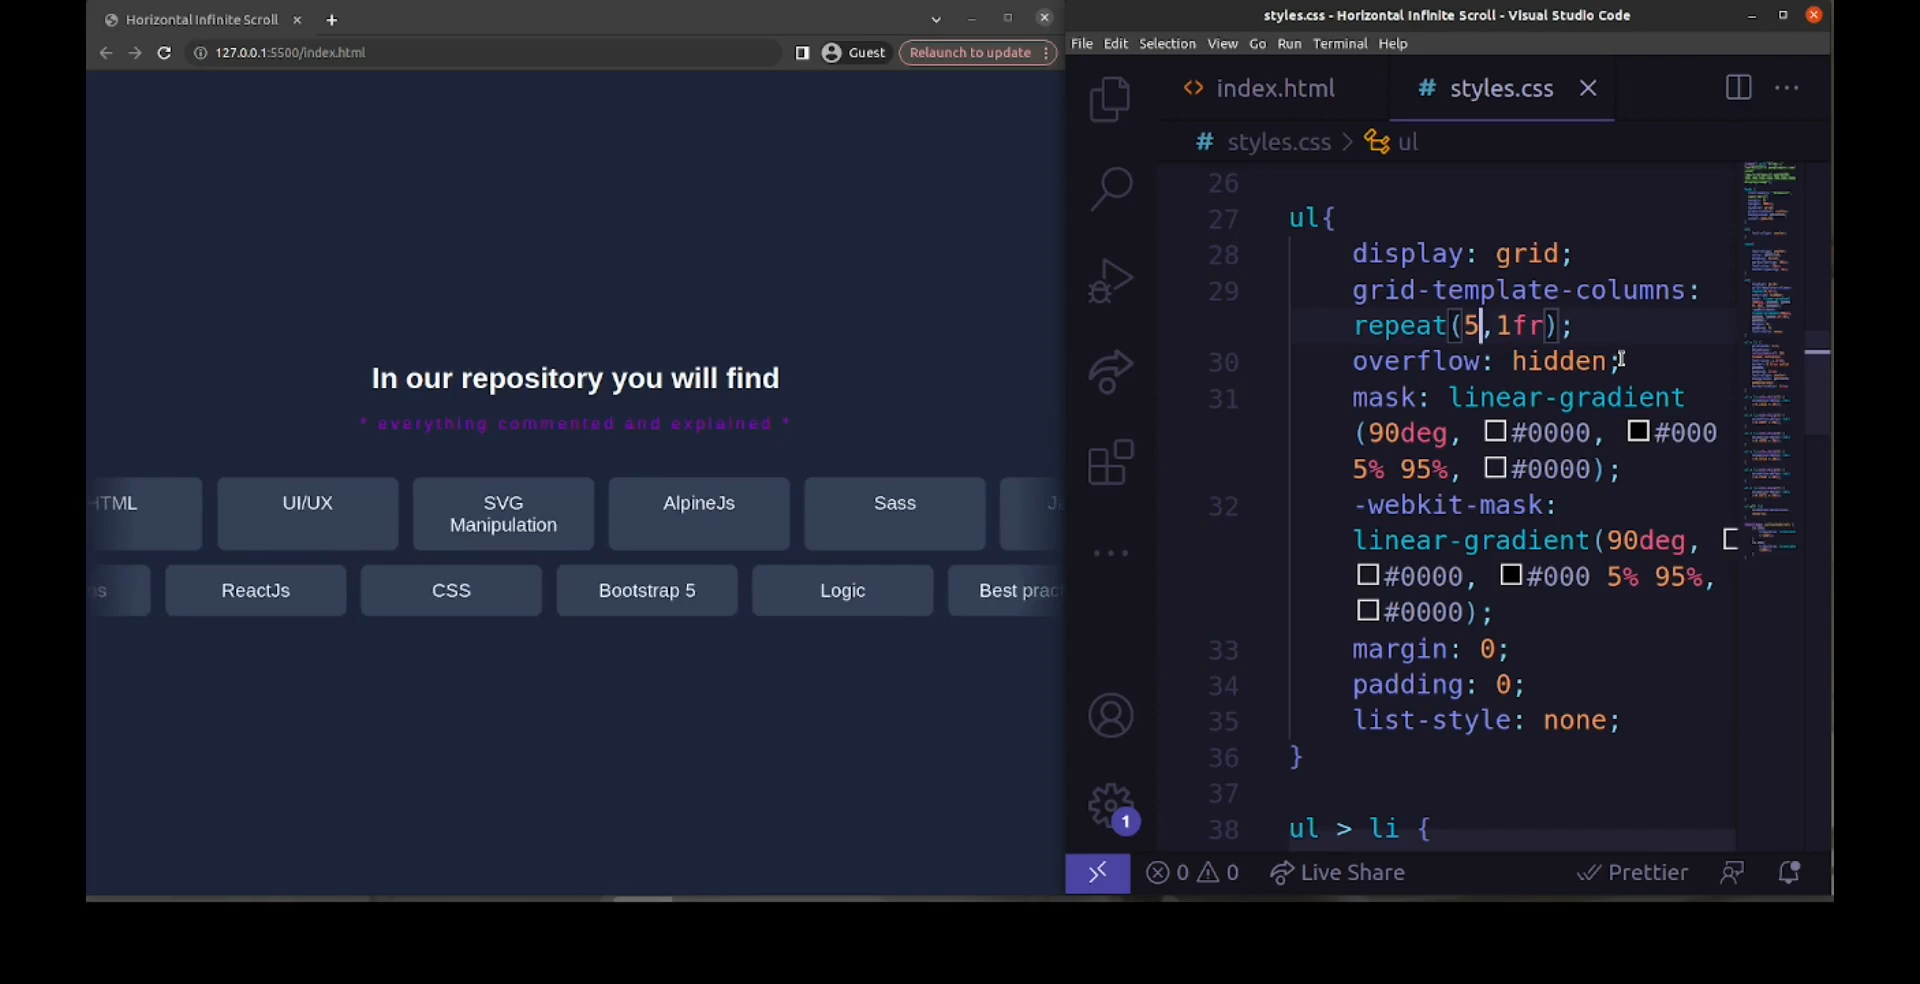 Horizontal Infinite Scroll
127.0.0.1:5500/index.html
Guest
Relaunch to update
In our repository you will find
* everything commented and explained *
HTML
UI/UX
SVG
Manipulation
AlpineJs
Sass
ReactJs
CSS
Bootstrap 5
Logic
Best prac
styles.css - Horizontal Infinite Scroll - Visual Studio Code
File Edit Selection View Go Run Terminal Help
<> index.html
# styles.css
# styles.css > ul
26
27 ul{
28 display: grid;
29 grid-template-columns:
repeat(5,1fr);
30 overflow: hidden;
31 mask: linear-gradient
(90deg, #0000, #000
5% 95%, #0000);
32 -webkit-mask:
linear-gradient(90deg,
#0000, #000 5% 95%,
#0000);
33 margin: 0;
34 padding: 0;
35 list-style: none;
36 }
37
38 ul > li {
1
0 0 Live Share Prettier